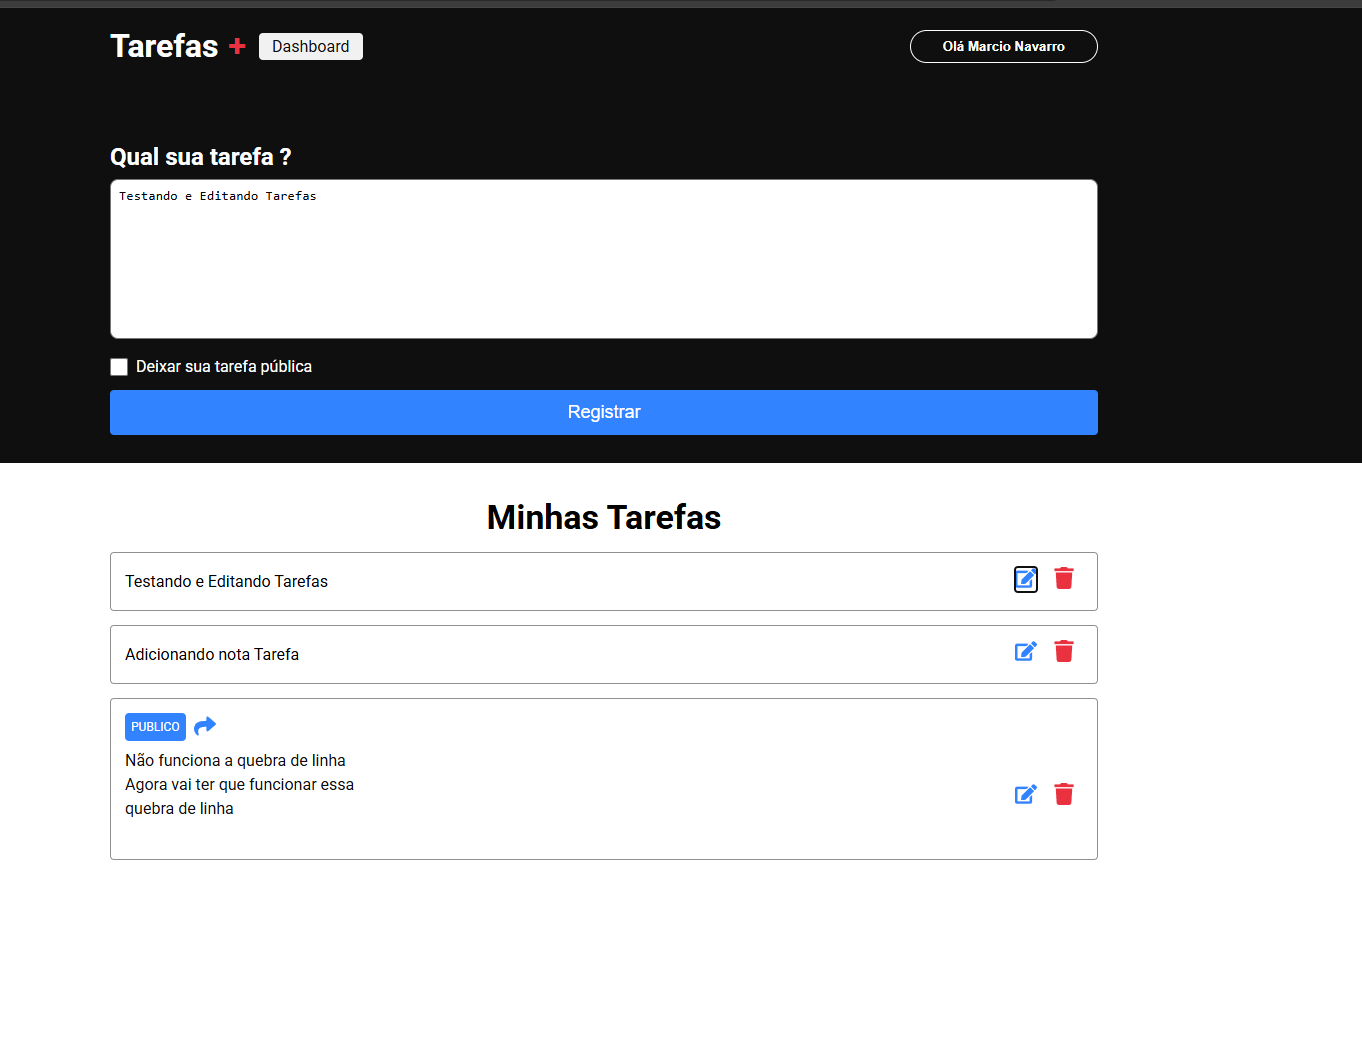 Tarefas +
Dashboard
Olá Marcio Navarro
Qual sua tarefa ?
Testando e Editando Tarefas
Deixar sua tarefa pública
Registrar
Minhas Tarefas
Testando e Editando Tarefas
Adicionando nota Tarefa
PUBLICO
Não funciona a quebra de linha
Agora vai ter que funcionar essa
quebra de linha